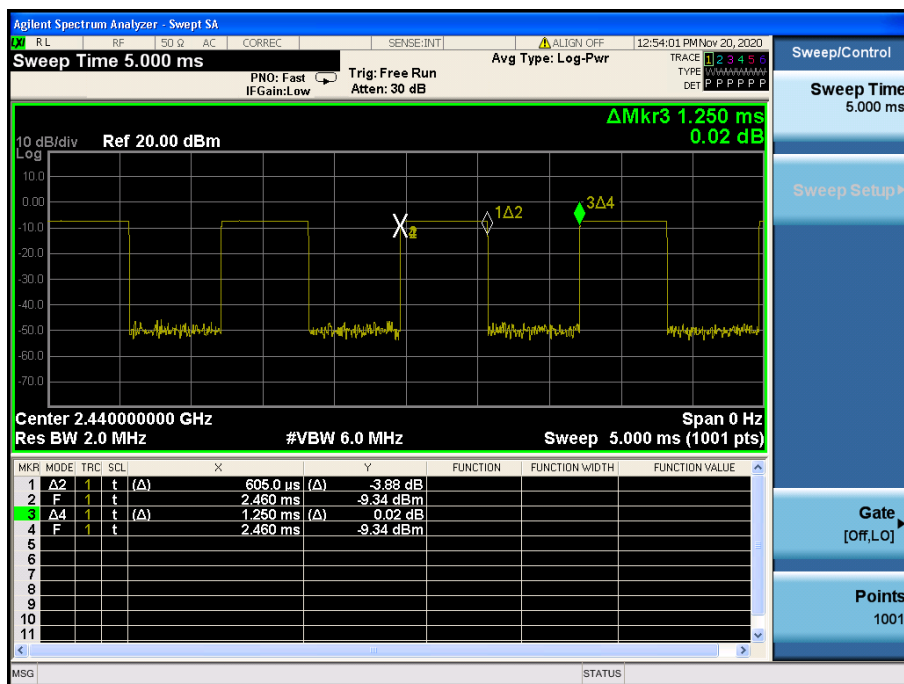 Agilent Spectrum Analyzer - Swept SA
LXI RL RF 50 Ω AC CORREC SENSE:INT ALIGN OFF 12:54:01 PM Nov 20, 2020
Sweep Time 5.000 ms
PNO: Fast
IFGain:Low
Trig: Free Run
Atten: 30 dB
Avg Type: Log-Pwr
TRACE 1 2 3 4 5 6
TYPE WWWWWW
DET P P P P P P
Sweep/Control
Sweep Time
5.000 ms
Sweep Setup
Gate
[Off,LO]
Points
1001
ΔMkr3 1.250 ms
0.02 dB
10 dB/div Ref 20.00 dBm
Log
10.0
0.00
-10.0
-20.0
-30.0
-40.0
-50.0
-60.0
-70.0
X
1Δ2
3Δ4
Center 2.440000000 GHz Span 0 Hz
Res BW 2.0 MHz #VBW 6.0 MHz Sweep 5.000 ms (1001 pts)
MKR MODE TRC SCL X Y FUNCTION FUNCTION WIDTH FUNCTION VALUE
1 Δ2 1 t (Δ) 605.0 µs (Δ) -3.88 dB
2 F 1 t 2.460 ms -9.34 dBm
3 Δ4 1 t (Δ) 1.250 ms (Δ) 0.02 dB
4 F 1 t 2.460 ms -9.34 dBm
5
6
7
8
9
10
11
MSG STATUS